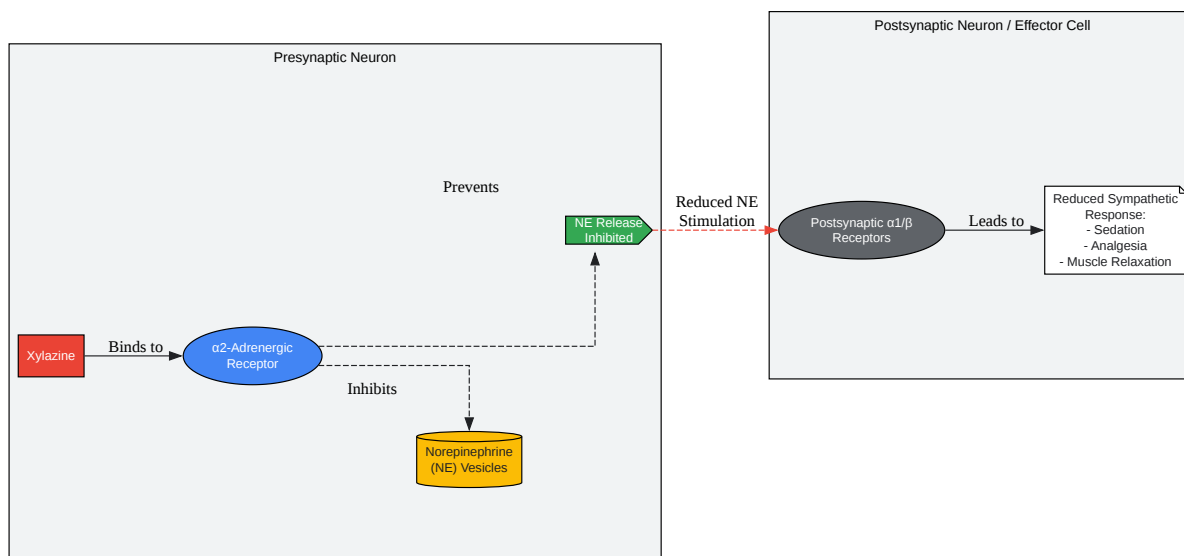 Postsynaptic Neuron / Effector Cell
Presynaptic Neuron
Prevents
Reduced NE
Stimulation
NE Release
Inhibited
Postsynaptic α1/β
Receptors
Leads to
Reduced Sympathetic
Response:
- Sedation
- Analgesia
- Muscle Relaxation
Xylazine
Binds to
α2-Adrenergic
Receptor
Inhibits
Norepinephrine
(NE) Vesicles